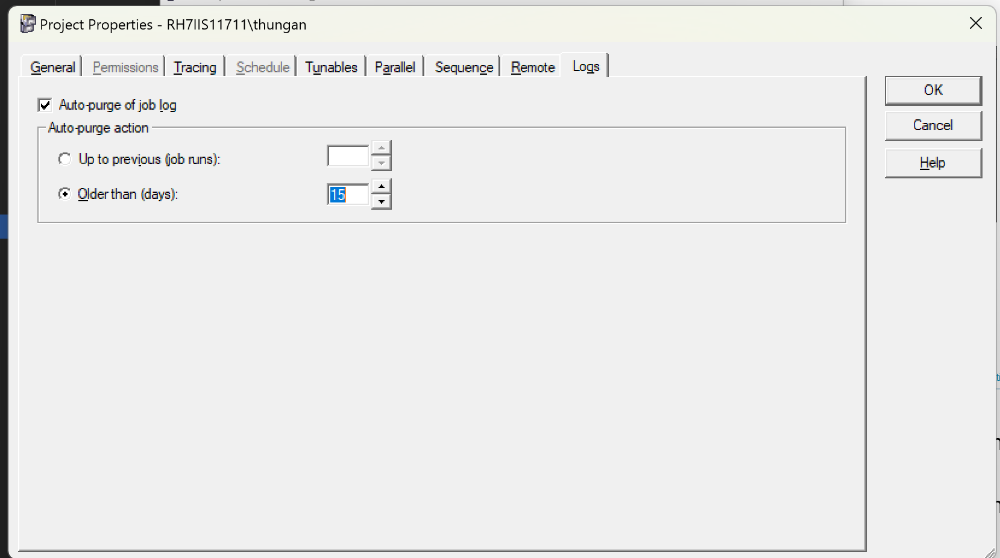 Project Properties - RH7IIS11711\thungan
General Permissions Tracing Schedule Tunables Parallel Sequence Remote Logs
Auto-purge of job log
Auto-purge action
Up to previous (job runs):
Older than (days): 15
OK
Cancel
Help